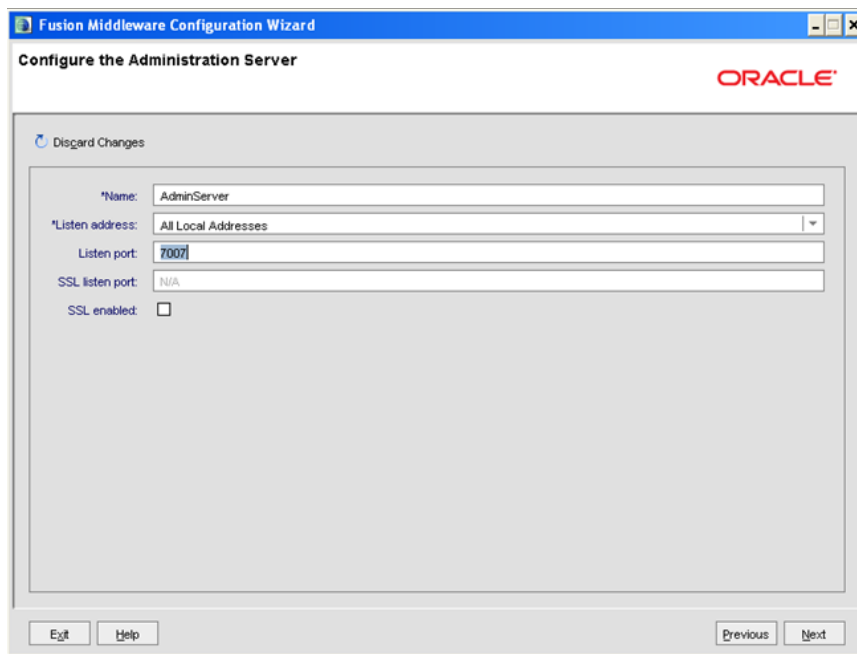 Fusion Middleware Configuration Wizard
Configure the Administration Server
ORACLE
Discard Changes
*Name: AdminServer
*Listen address: All Local Addresses
Listen port: 7007
SSL listen port: N/A
SSL enabled:
Exit Help Previous Next